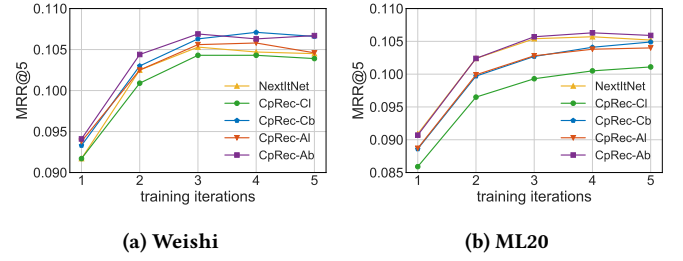 0.110
0.105
0.100
0.095
0.090
MRR@5
NextItNet
CpRec-Cl
CpRec-Cb
CpRec-Al
CpRec-Ab
1 2 3 4 5
training iterations
(a) Weishi
0.110
0.105
0.100
0.095
0.090
0.085
MRR@5
NextItNet
CpRec-Cl
CpRec-Cb
CpRec-Al
CpRec-Ab
1 2 3 4 5
training iterations
(b) ML20